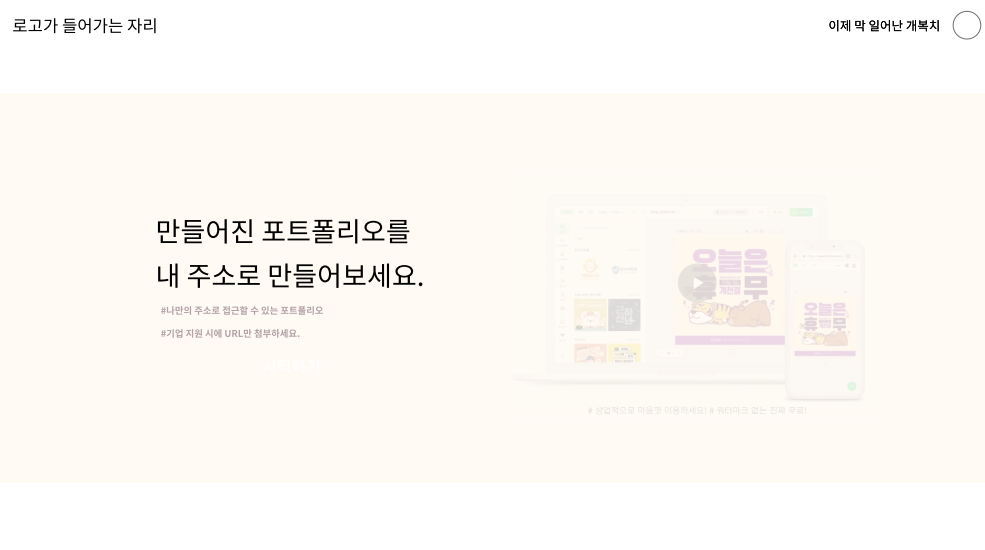 로고가 들어가는 자리
이제 막 일어난 개복치
만들어진 포트폴리오를
내 주소로 만들어보세요.
#나만의 주소로 접근할 수 있는 포트폴리오
#기업 지원 시에 URL만 첨부하세요.
시작하기
오늘은
휴무
오늘은
휴무
# 상업적으로 마음껏 이용하세요! # 워터마크 없는 진짜 무료!